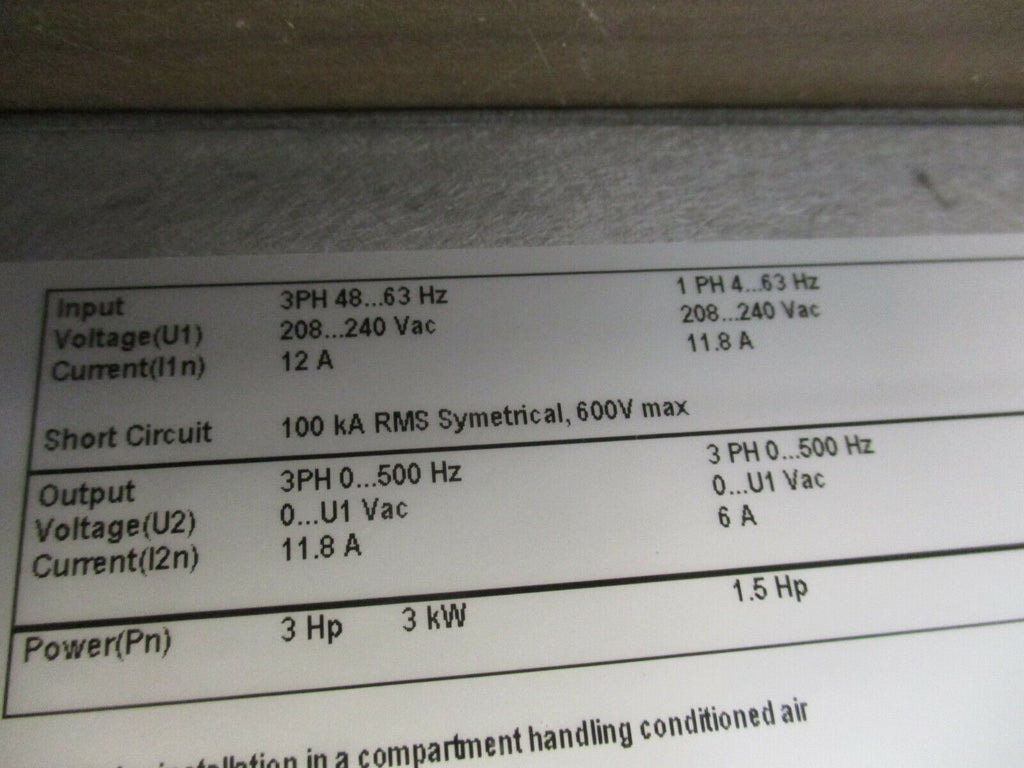 Input 3PH 48...63 Hz 1 PH 4...63 Hz
Voltage(U1) 208...240 Vac 208...240 Vac
Current(I1n) 12 A 11.8 A
Short Circuit 100 kA RMS Symetrical, 600V max
Output 3PH 0...500 Hz 3 PH 0...500 Hz
Voltage(U2) 0...U1 Vac 0...U1 Vac
Current(I2n) 11.8 A 6 A
Power(Pn) 3 Hp 3 kW 1.5 Hp
installation in a compartment handling conditioned air